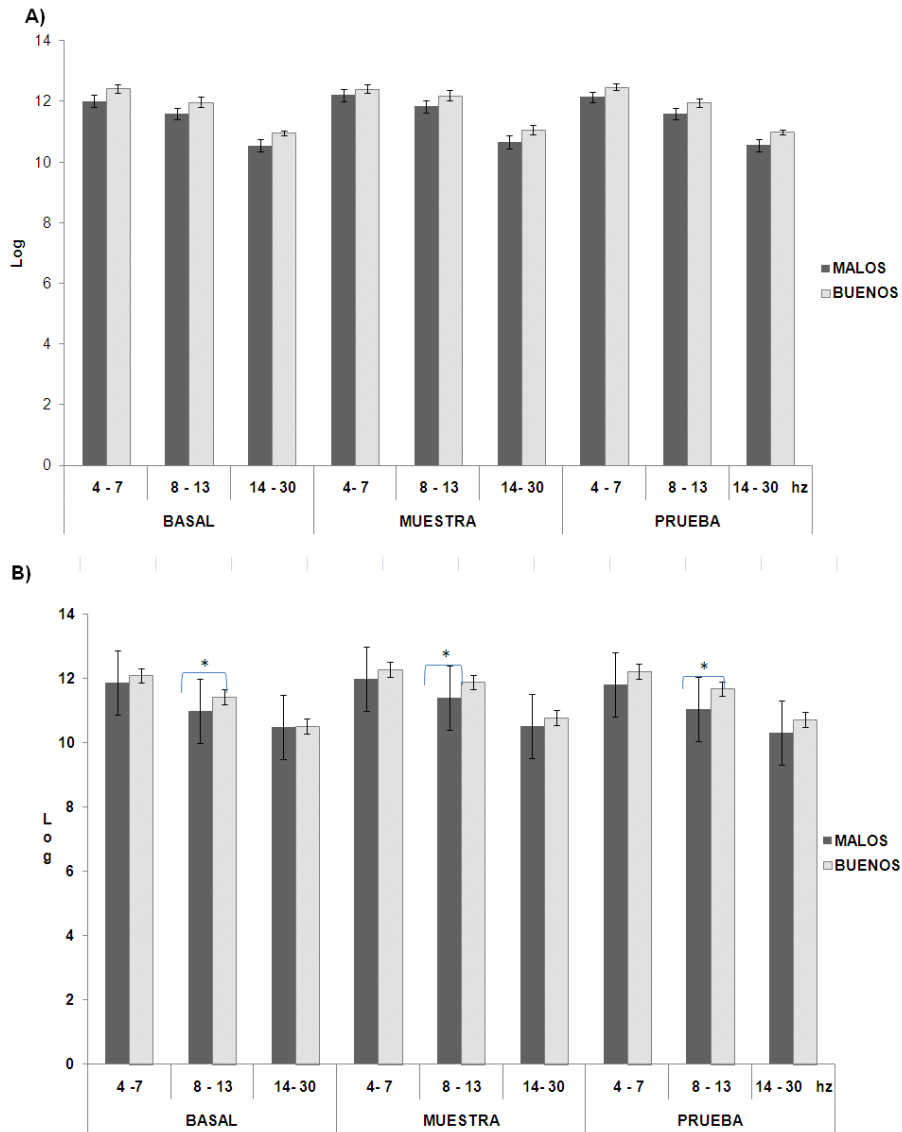 A)
14
12
10
8
6
4
2
0
Log
MALOS
BUENOS
4 - 7 8 - 13 14 - 30 4- 7 8 - 13 14- 30 4 - 7 8 - 13 14 - 30 hz
BASAL MUESTRA PRUEBA
B)
14
12
10
8
6
4
2
0
Log
* * *
MALOS
BUENOS
4 -7 8 - 13 14- 30 4- 7 8 - 13 14- 30 4 - 7 8 - 13 14 - 30 hz
BASAL MUESTRA PRUEBA